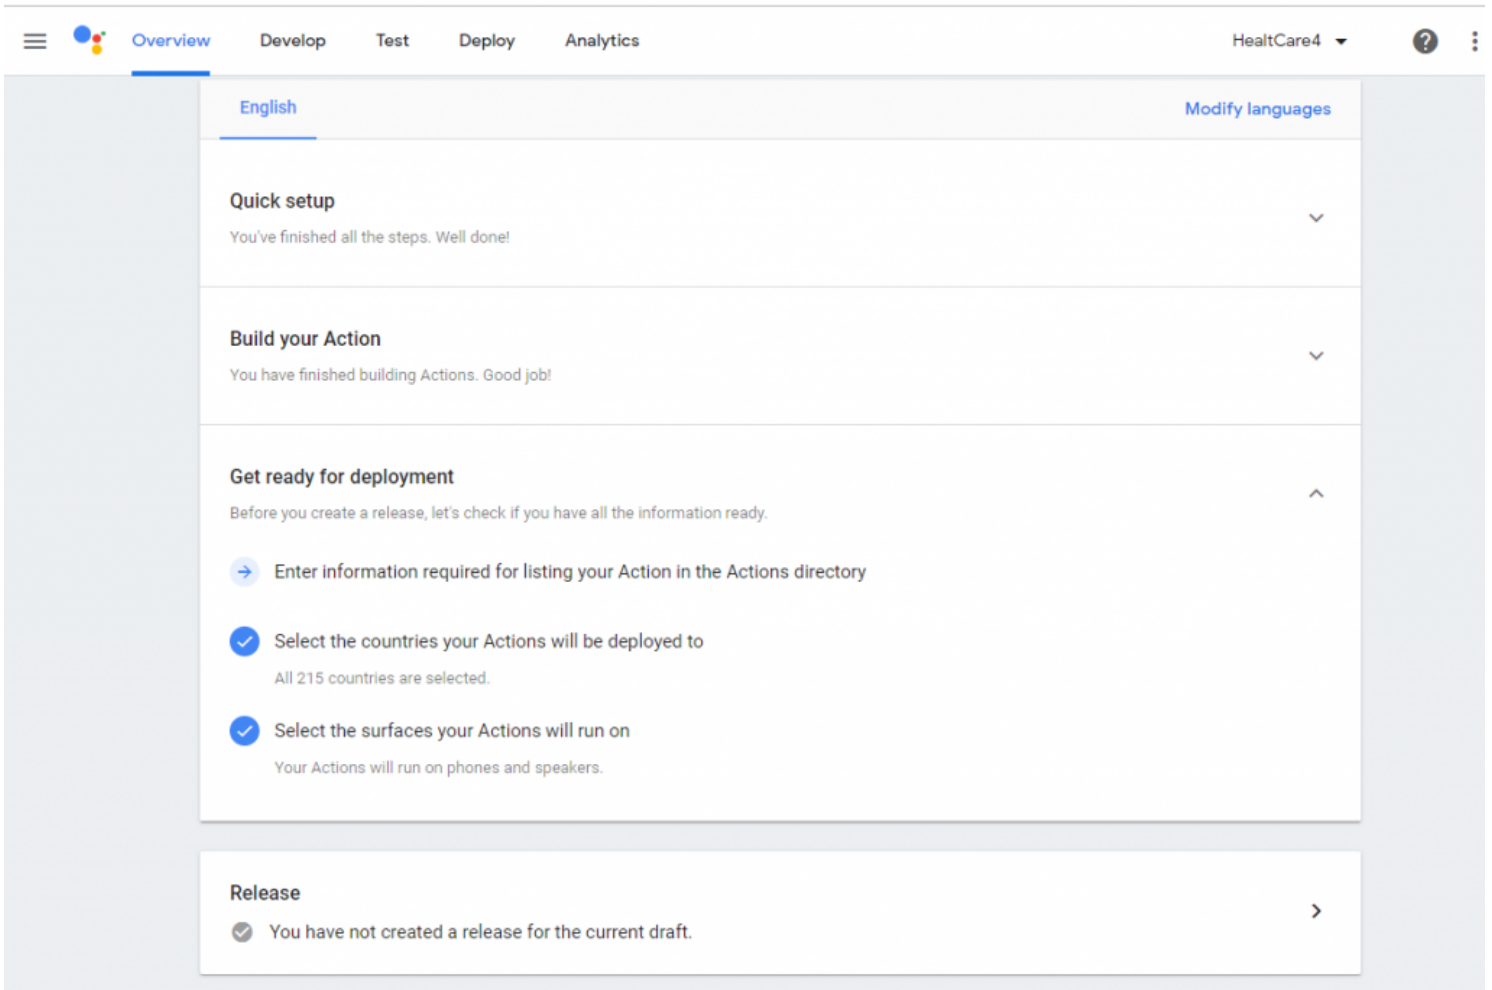 Overview Develop Test Deploy Analytics HealtCare4
English Modify languages
Quick setup
You've finished all the steps. Well done!
Build your Action
You have finished building Actions. Good job!
Get ready for deployment
Before you create a release, let's check if you have all the information ready.
Enter information required for listing your Action in the Actions directory
Select the countries your Actions will be deployed to
All 215 countries are selected.
Select the surfaces your Actions will run on
Your Actions will run on phones and speakers.
Release
You have not created a release for the current draft.